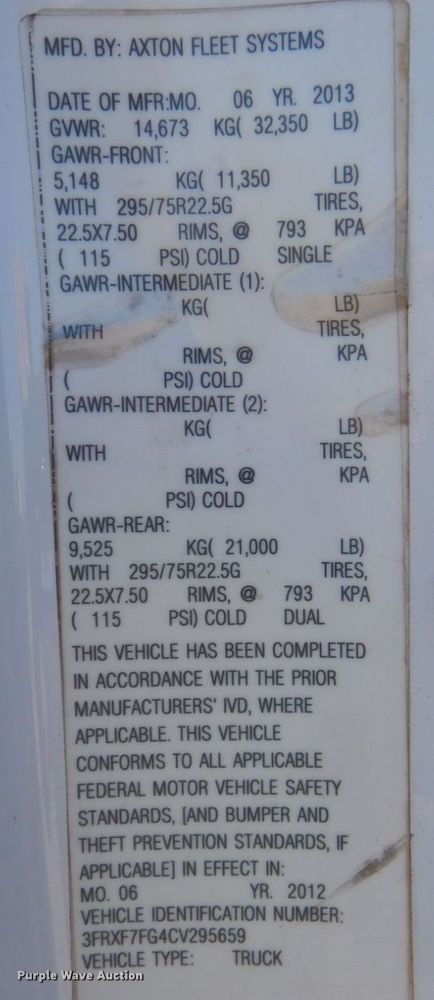 MFD. BY: AXTON FLEET SYSTEMS
DATE OF MFR:MO. 06 YR. 2013
GVWR: 14,673 KG( 32,350 LB)
GAWR-FRONT:
5,148 KG( 11,350 LB)
WITH 295/75R22.5G TIRES,
22.5X7.50 RIMS, @ 793 KPA
( 115 PSI) COLD SINGLE
GAWR-INTERMEDIATE (1):
KG( LB)
WITH TIRES,
RIMS, @ KPA
( PSI) COLD
GAWR-INTERMEDIATE (2):
KG( LB)
WITH TIRES,
RIMS, @ KPA
( PSI) COLD
GAWR-REAR:
9,525 KG( 21,000 LB)
WITH 295/75R22.5G TIRES,
22.5X7.50 RIMS, @ 793 KPA
( 115 PSI) COLD DUAL
THIS VEHICLE HAS BEEN COMPLETED
IN ACCORDANCE WITH THE PRIOR
MANUFACTURERS' IVD, WHERE
APPLICABLE. THIS VEHICLE
CONFORMS TO ALL APPLICABLE
FEDERAL MOTOR VEHICLE SAFETY
STANDARDS, [AND BUMPER AND
THEFT PREVENTION STANDARDS, IF
APPLICABLE] IN EFFECT IN:
MO. 06 YR. 2012
VEHICLE IDENTIFICATION NUMBER:
3FRXF7FG4CV295659
VEHICLE TYPE: TRUCK
Purple Wave Auction